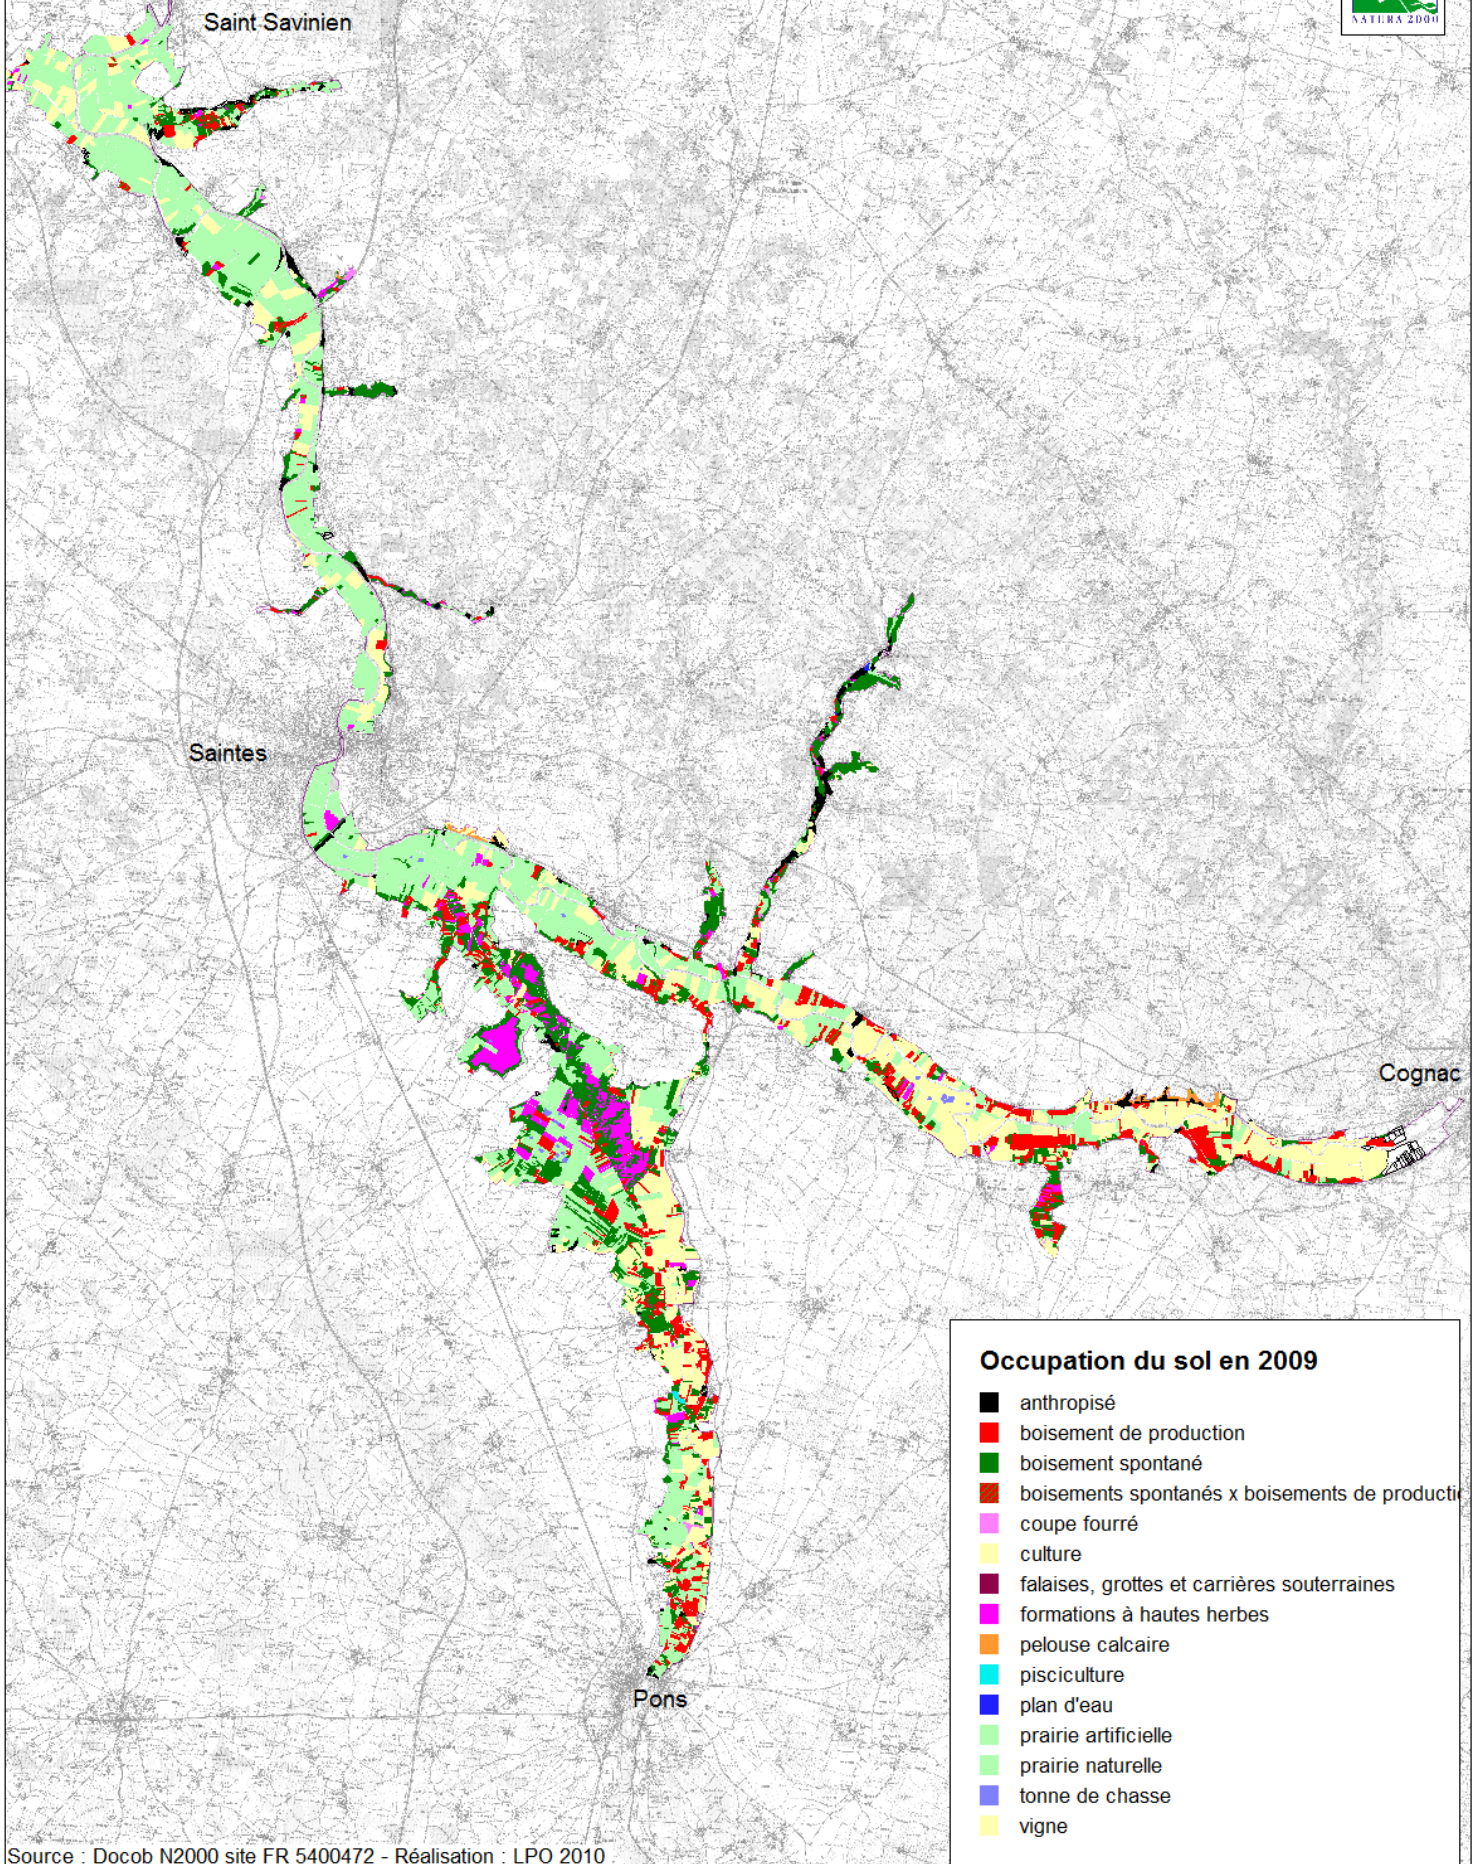 Saint Savinien
NATURA 2000
Saintes
Cognac
Pons
Occupation du sol en 2009
anthropisé
boisement de production
boisement spontané
boisements spontanés x boisements de producti
coupe fourré
culture
falaises, grottes et carrières souterraines
formations à hautes herbes
pelouse calcaire
pisciculture
plan d'eau
prairie artificielle
prairie naturelle
tonne de chasse
vigne
Source : Docob N2000 site FR 5400472 - Réalisation : LPO 2010